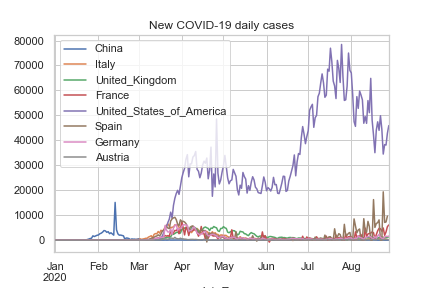 New COVID-19 daily cases
80000
70000
60000
50000
40000
30000
20000
10000
0
China
Italy
United_Kingdom
France
United_States_of_America
Spain
Germany
Austria
Jan Feb Mar Apr May Jun Jul Aug
2020